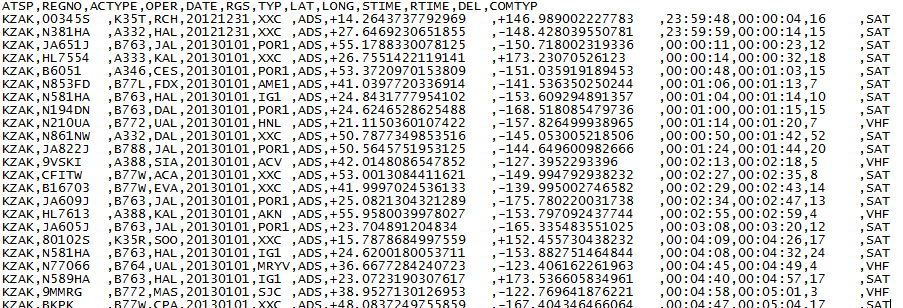 ATSP,REGNO,ACTYPE,OPER,DATE,RGS,TYP,LAT,LONG,STIME,RTIME,DEL,COMTYP
KZAK,00345S ,K35T,RCH,20121231,XXC ,ADS,+14.2643737792969 ,+146.989002227783 ,23:59:48,00:00:04,16 ,SAT
KZAK,N381HA ,A332,HAL,20121231,XXC ,ADS,+27.6469230651855 ,-148.428039550781 ,23:59:59,00:00:14,15 ,SAT
KZAK,JA651J ,B763,JAL,20130101,POR1,ADS,+55.1788330078125 ,-150.718002319336 ,00:00:11,00:00:23,12 ,SAT
KZAK,HL7554 ,A333,KAL,20130101,XXC ,ADS,+26.7551422119141 ,+173.23070526123 ,00:00:14,00:00:32,18 ,SAT
KZAK,B6051 ,A346,CES,20130101,POR1,ADS,+53.3720970153809 ,-151.035919189453 ,00:00:48,00:01:03,15 ,SAT
KZAK,N853FD ,B77L,FDX,20130101,AME1,ADS,+41.0397720336914 ,-141.536350250244 ,00:01:06,00:01:13,7 ,SAT
KZAK,N581HA ,B763,HAL,20130101,IG1 ,ADS,+24.8431777954102 ,-153.609294891357 ,00:01:04,00:01:14,10 ,SAT
KZAK,N194DN ,B763,DAL,20130101,POR1,ADS,+24.6246528625488 ,-168.518085479736 ,00:01:00,00:01:15,15 ,SAT
KZAK,N210UA ,B772,UAL,20130101,HNL ,ADS,+21.1150360107422 ,-157.826499938965 ,00:01:14,00:01:20,7 ,VHF
KZAK,N861NW ,A332,DAL,20130101,XXC ,ADS,+50.7877349853516 ,-145.053005218506 ,00:00:50,00:01:42,52 ,SAT
KZAK,JA822J ,B788,JAL,20130101,POR1,ADS,+50.5645751953125 ,-144.649600982666 ,00:01:24,00:01:44,20 ,SAT
KZAK,9VSKI ,A388,SIA,20130101,ACV ,ADS,+42.0148086547852 ,-127.3952293396 ,00:02:13,00:02:18,5 ,VHF
KZAK,CFITW ,B77W,ACA,20130101,XXC ,ADS,+53.0013084411621 ,-149.994792938232 ,00:02:27,00:02:35,8 ,SAT
KZAK,B16703 ,B77W,EVA,20130101,XXC ,ADS,+41.9997024536133 ,-139.995002746582 ,00:02:29,00:02:43,14 ,SAT
KZAK,JA609J ,B763,JAL,20130101,POR1,ADS,+25.0821304321289 ,-175.780220031738 ,00:02:34,00:02:47,13 ,SAT
KZAK,HL7613 ,A388,KAL,20130101,AKN ,ADS,+55.9580039978027 ,-153.797092437744 ,00:02:55,00:02:59,4 ,VHF
KZAK,JA605J ,B763,JAL,20130101,POR1,ADS,+23.704891204834 ,-165.335483551025 ,00:03:08,00:03:20,12 ,SAT
KZAK,80102S ,K35R,SOO,20130101,XXC ,ADS,+15.7878684997559 ,+152.455730438232 ,00:04:09,00:04:26,17 ,SAT
KZAK,N581HA ,B763,HAL,20130101,IG1 ,ADS,+24.6200180053711 ,-153.882751464844 ,00:04:08,00:04:32,24 ,SAT
KZAK,N77066 ,B764,UAL,20130101,MRYV,ADS,+36.6677284240723 ,-123.406162261963 ,00:04:45,00:04:49,4 ,VHF
KZAK,N589HA ,B763,HAL,20130101,IG1 ,ADS,+23.0723190307617 ,+173.536605834961 ,00:04:40,00:04:57,17 ,SAT
KZAK,9MMRG ,B772,MAS,20130101,SJC ,ADS,+38.9527130126953 ,-122.769641876221 ,00:04:58,00:05:01,3 ,VHF
KZAK,BKPK ,B77W,CPA,20130101,XXC ,ADS,+48.0837249755859 ,-167.404346466064 ,00:04:47,00:05:04,17 ,SAT